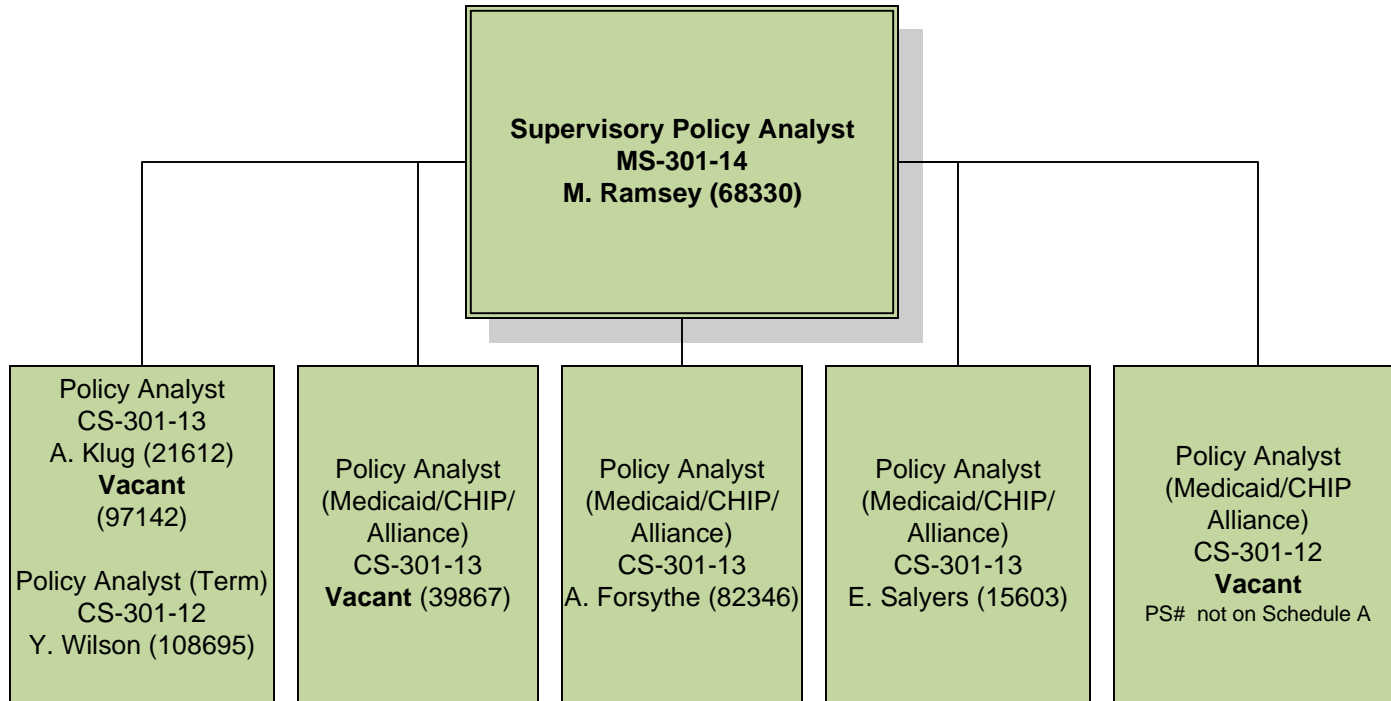 Supervisory Policy Analyst
MS-301-14
M. Ramsey (68330)
Policy Analyst
CS-301-13
A. Klug (21612)
Vacant
(97142)
Policy Analyst (Term)
CS-301-12
Y. Wilson (108695)
Policy Analyst
(Medicaid/CHIP/
Alliance)
CS-301-13
Vacant (39867)
Policy Analyst
(Medicaid/CHIP/
Alliance)
CS-301-13
A. Forsythe (82346)
Policy Analyst
(Medicaid/CHIP/
Alliance)
CS-301-13
E. Salyers (15603)
Policy Analyst
(Medicaid/CHIP
Alliance)
CS-301-12
Vacant
PS# not on Schedule A